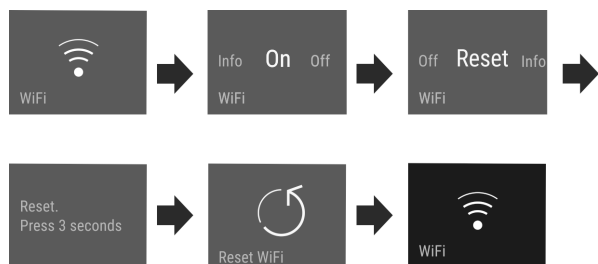 WiFi
Info On Off
WiFi
Off Reset Info
WiFi
Reset.
Press 3 seconds
Reset WiFi
WiFi